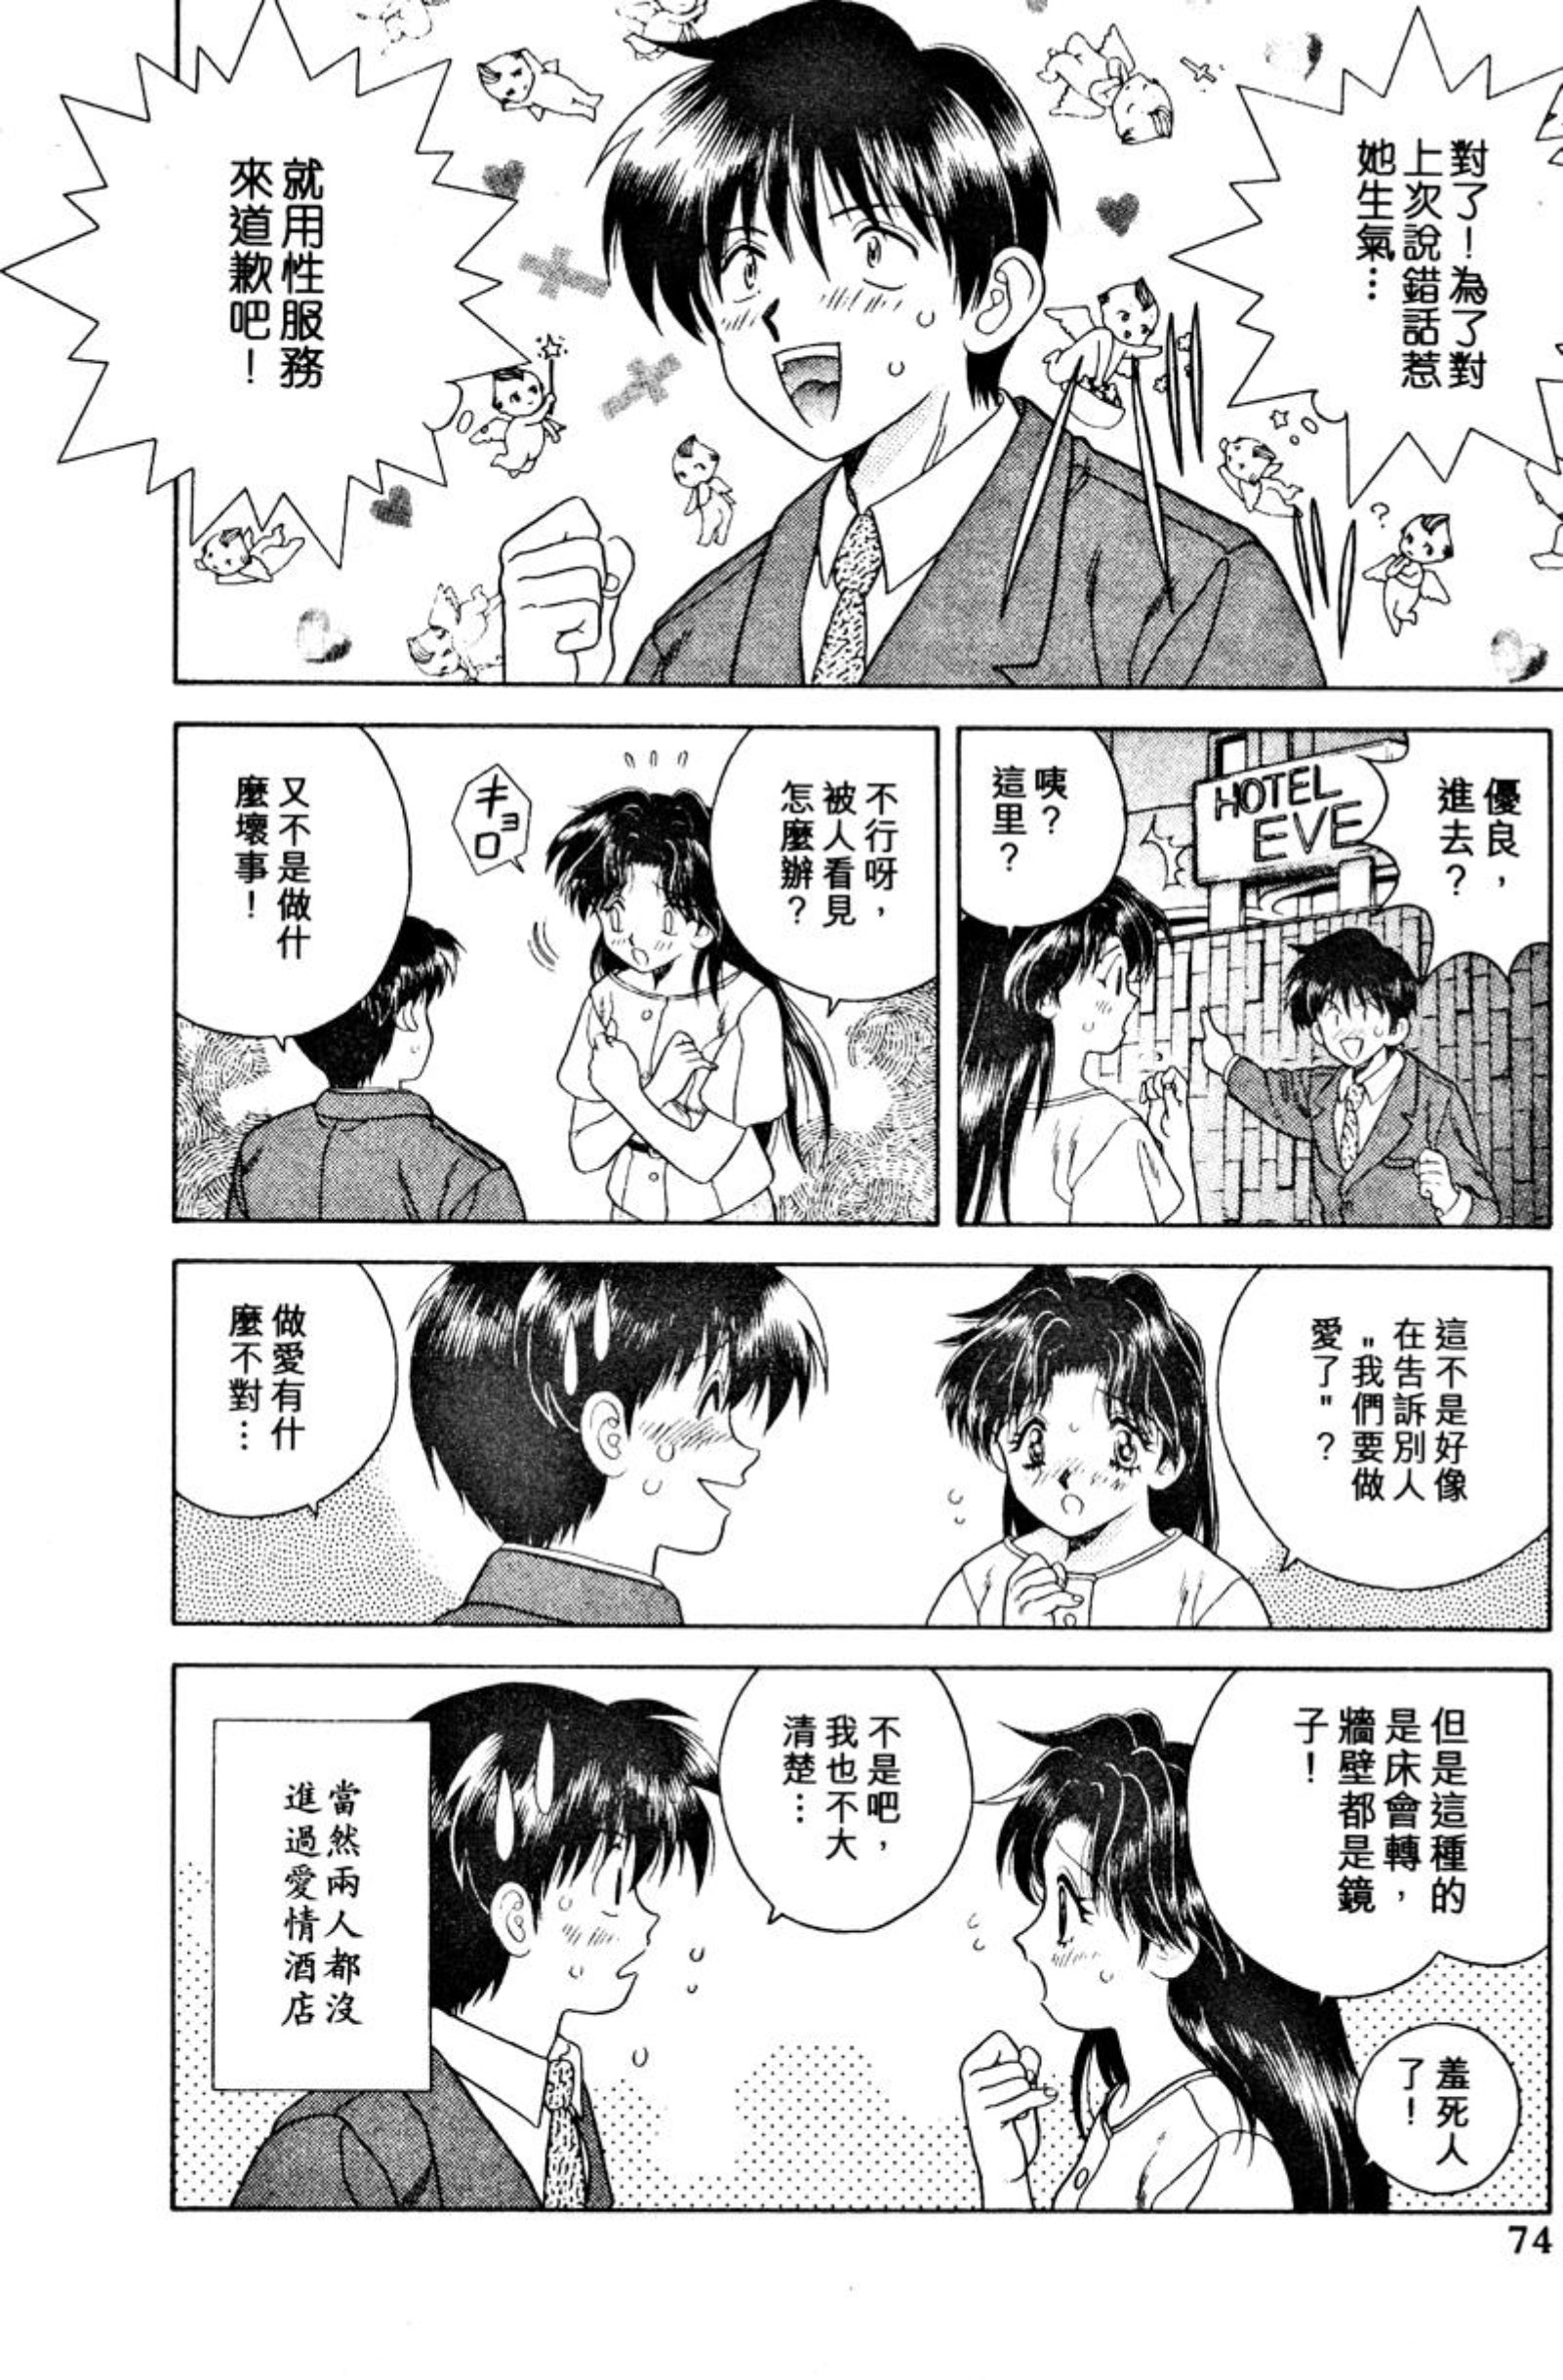 對了！為了對
上次說錯話惹
她生氣…
就用性服務
來道歉吧！
優良，
進去？
HOTEL
EVE
咦？
這里？
不行呀，
被人看見
怎麼辦？
キョロ
又不是做什
麼壞事！
這不是好像
在告訴別人
"我們要做
愛了"？
做愛有什
麼不對…
但是這種的
是床會轉，
牆壁都是鏡
子！
羞死人
了！
不是吧，
我也不大
清楚…
當然兩人都沒
進過愛情酒店
74